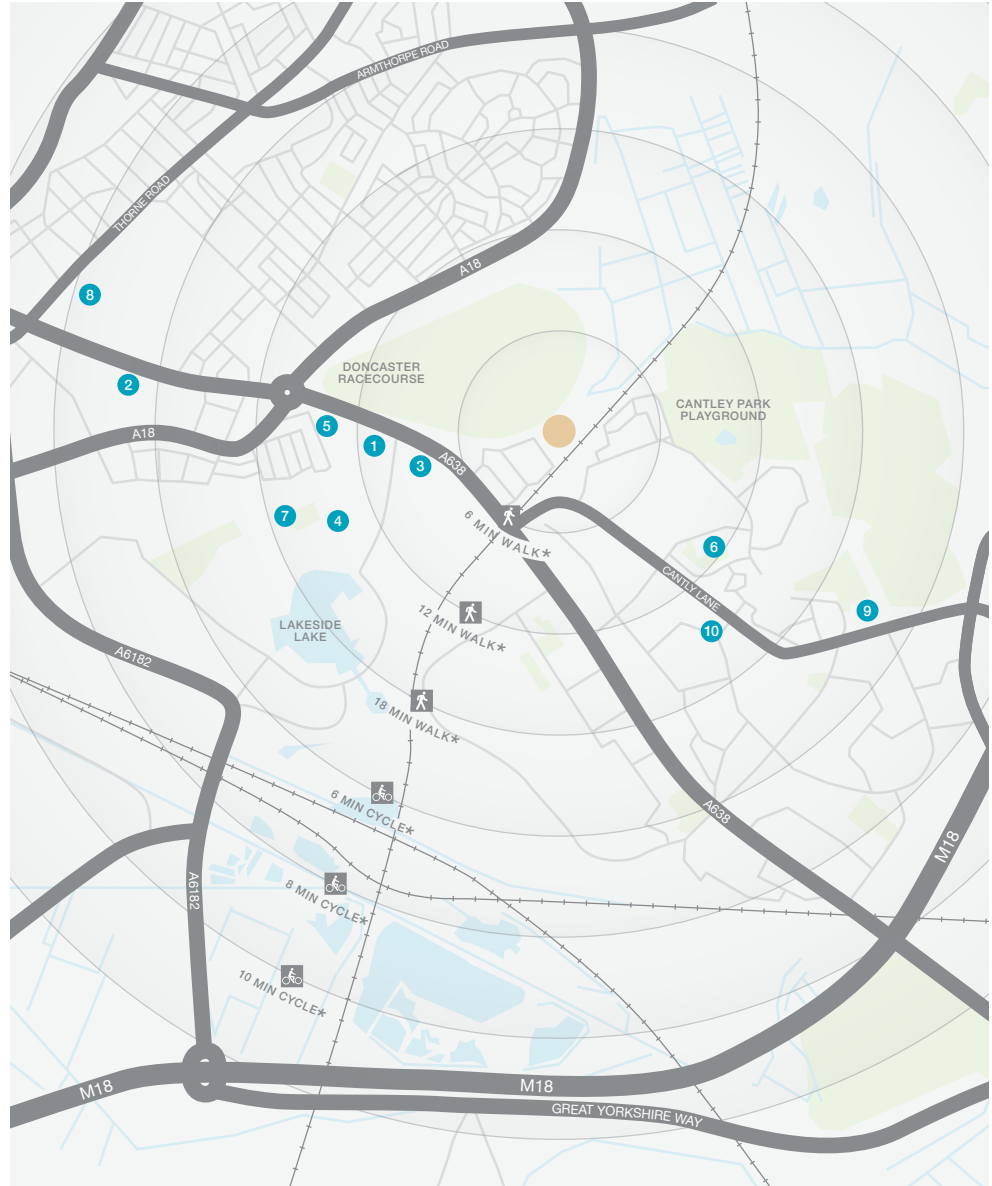 ARMTHORPE ROAD
THORNE ROAD
A18
8
DONCASTER
RACECOURSE
2
CANTLEY PARK
PLAYGROUND
5
A18
1
3
A638
7
4
6 MIN WALK*
6
CANTLY LANE
12 MIN WALK*
9
10
LAKESIDE
LAKE
A6182
18 MIN WALK*
6 MIN CYCLE*
A638
M18
A6182
8 MIN CYCLE*
10 MIN CYCLE*
M18
M18
GREAT YORKSHIRE WAY